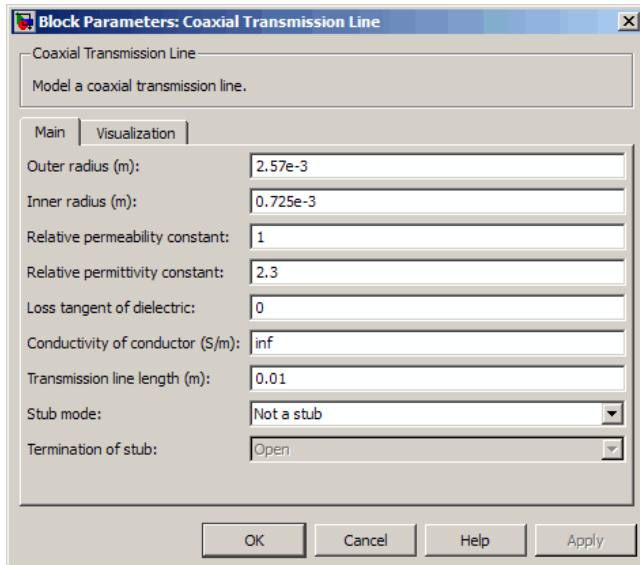 Block Parameters: Coaxial Transmission Line
Coaxial Transmission Line
Model a coaxial transmission line.
Main Visualization
Outer radius (m): 2.57e-3
Inner radius (m): 0.725e-3
Relative permeability constant: 1
Relative permittivity constant: 2.3
Loss tangent of dielectric: 0
Conductivity of conductor (S/m): inf
Transmission line length (m): 0.01
Stub mode: Not a stub
Termination of stub: Open
OK Cancel Help Apply